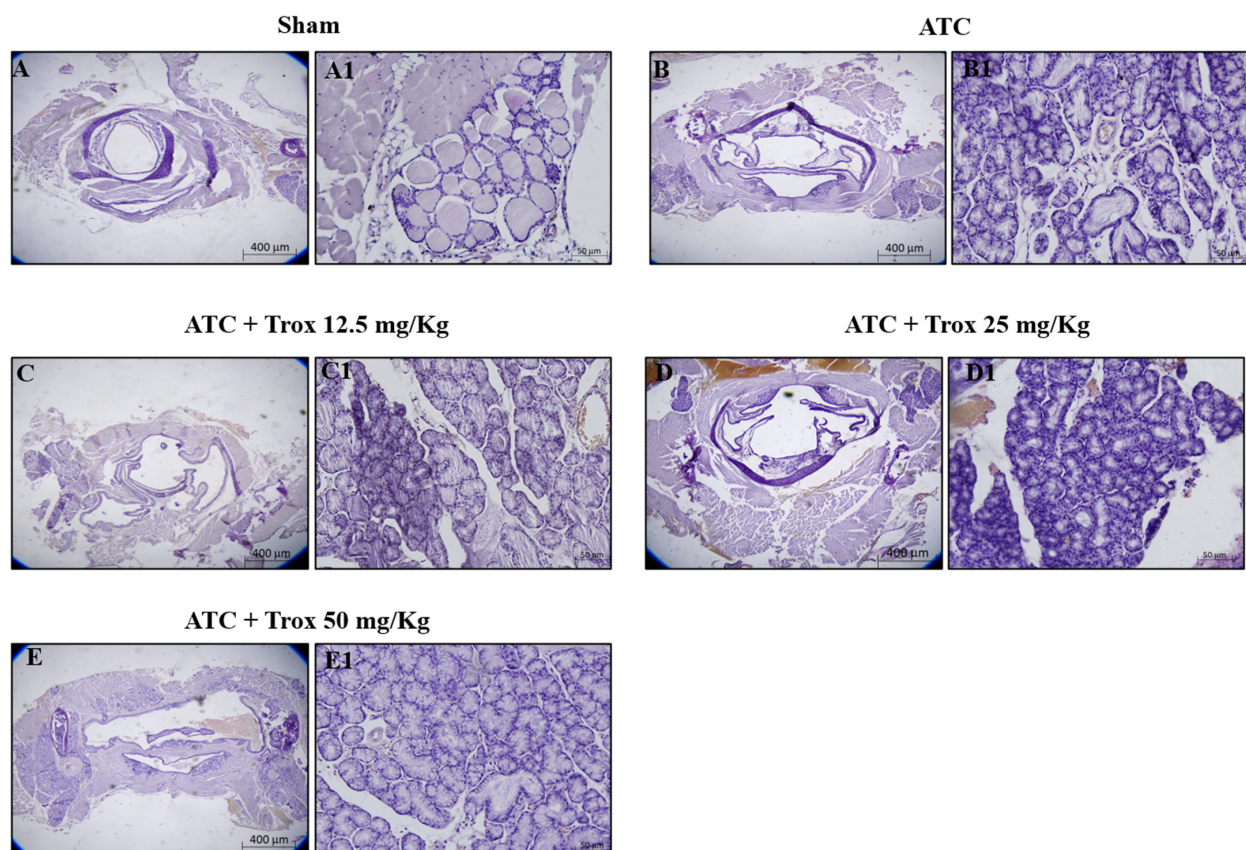 Sham
ATC
A
A1
B
B1
400 µm
50 µm
400 µm
50 µm
ATC + Trox 12.5 mg/Kg
ATC + Trox 25 mg/Kg
C
C1
D
D1
400 µm
50 µm
400 µm
50 µm
ATC + Trox 50 mg/Kg
E
E1
400 µm
50 µm